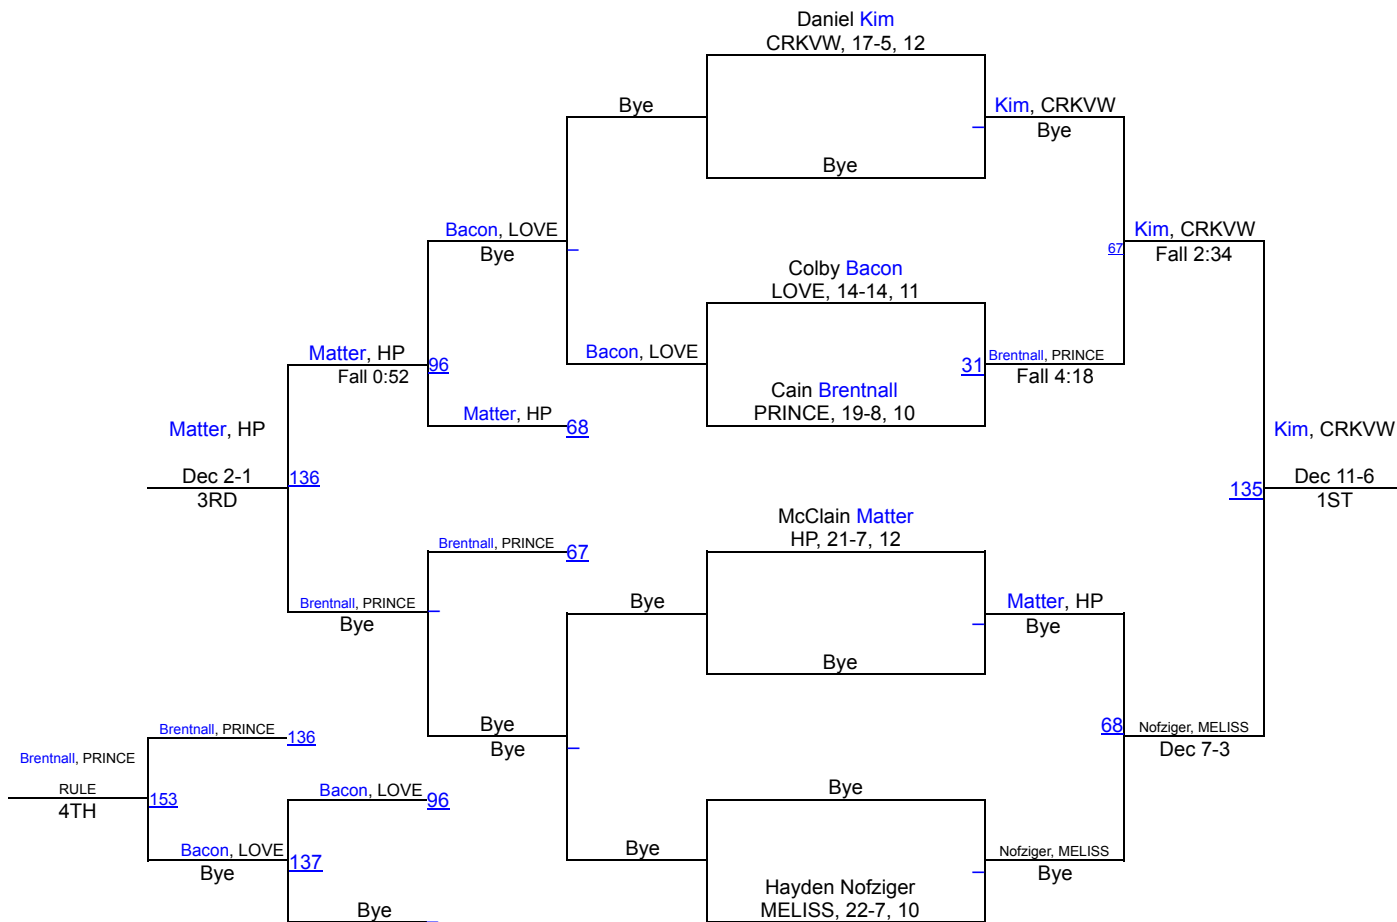 Daniel Kim
CRKVW, 17-5, 12
Bye
Kim, CRKVW
Bye
Bye
Bacon, LOVE
Bye
Kim, CRKVW
67
Fall 2:34
Colby Bacon
LOVE, 14-14, 11
Matter, HP
96
Fall 0:52
Bacon, LOVE
31
Brentnall, PRINCE
Fall 4:18
Cain Brentnall
PRINCE, 19-8, 10
Matter, HP
68
Matter, HP
Kim, CRKVW
Dec 2-1
136
3RD
135
Dec 11-6
1ST
McClain Matter
HP, 21-7, 12
Brentnall, PRINCE
67
Brentnall, PRINCE
Bye
Bye
Matter, HP
Bye
Bye
Bye
Bye
68
Nofziger, MELISS
Dec 7-3
Brentnall, PRINCE
136
Brentnall, PRINCE
RULE
153
4TH
Bacon, LOVE
96
Bye
Bacon, LOVE
137
Bye
Bye
Nofziger, MELISS
Bye
Hayden Nofziger
MELISS, 22-7, 10
Bye